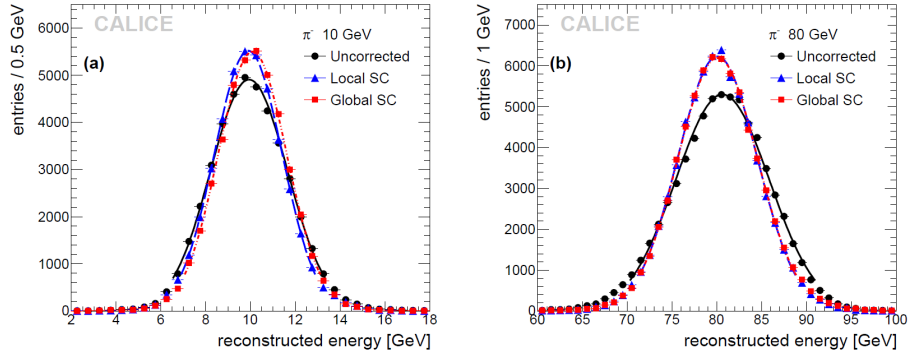 CALICE
(a)
π⁻ 10 GeV
Uncorrected
Local SC
Global SC
entries / 0.5 GeV
6000
5000
4000
3000
2000
1000
0
2 4 6 8 10 12 14 16 18
reconstructed energy [GeV]
CALICE
(b)
π⁻ 80 GeV
Uncorrected
Local SC
Global SC
entries / 1 GeV
7000
6000
5000
4000
3000
2000
1000
0
60 65 70 75 80 85 90 95 100
reconstructed energy [GeV]